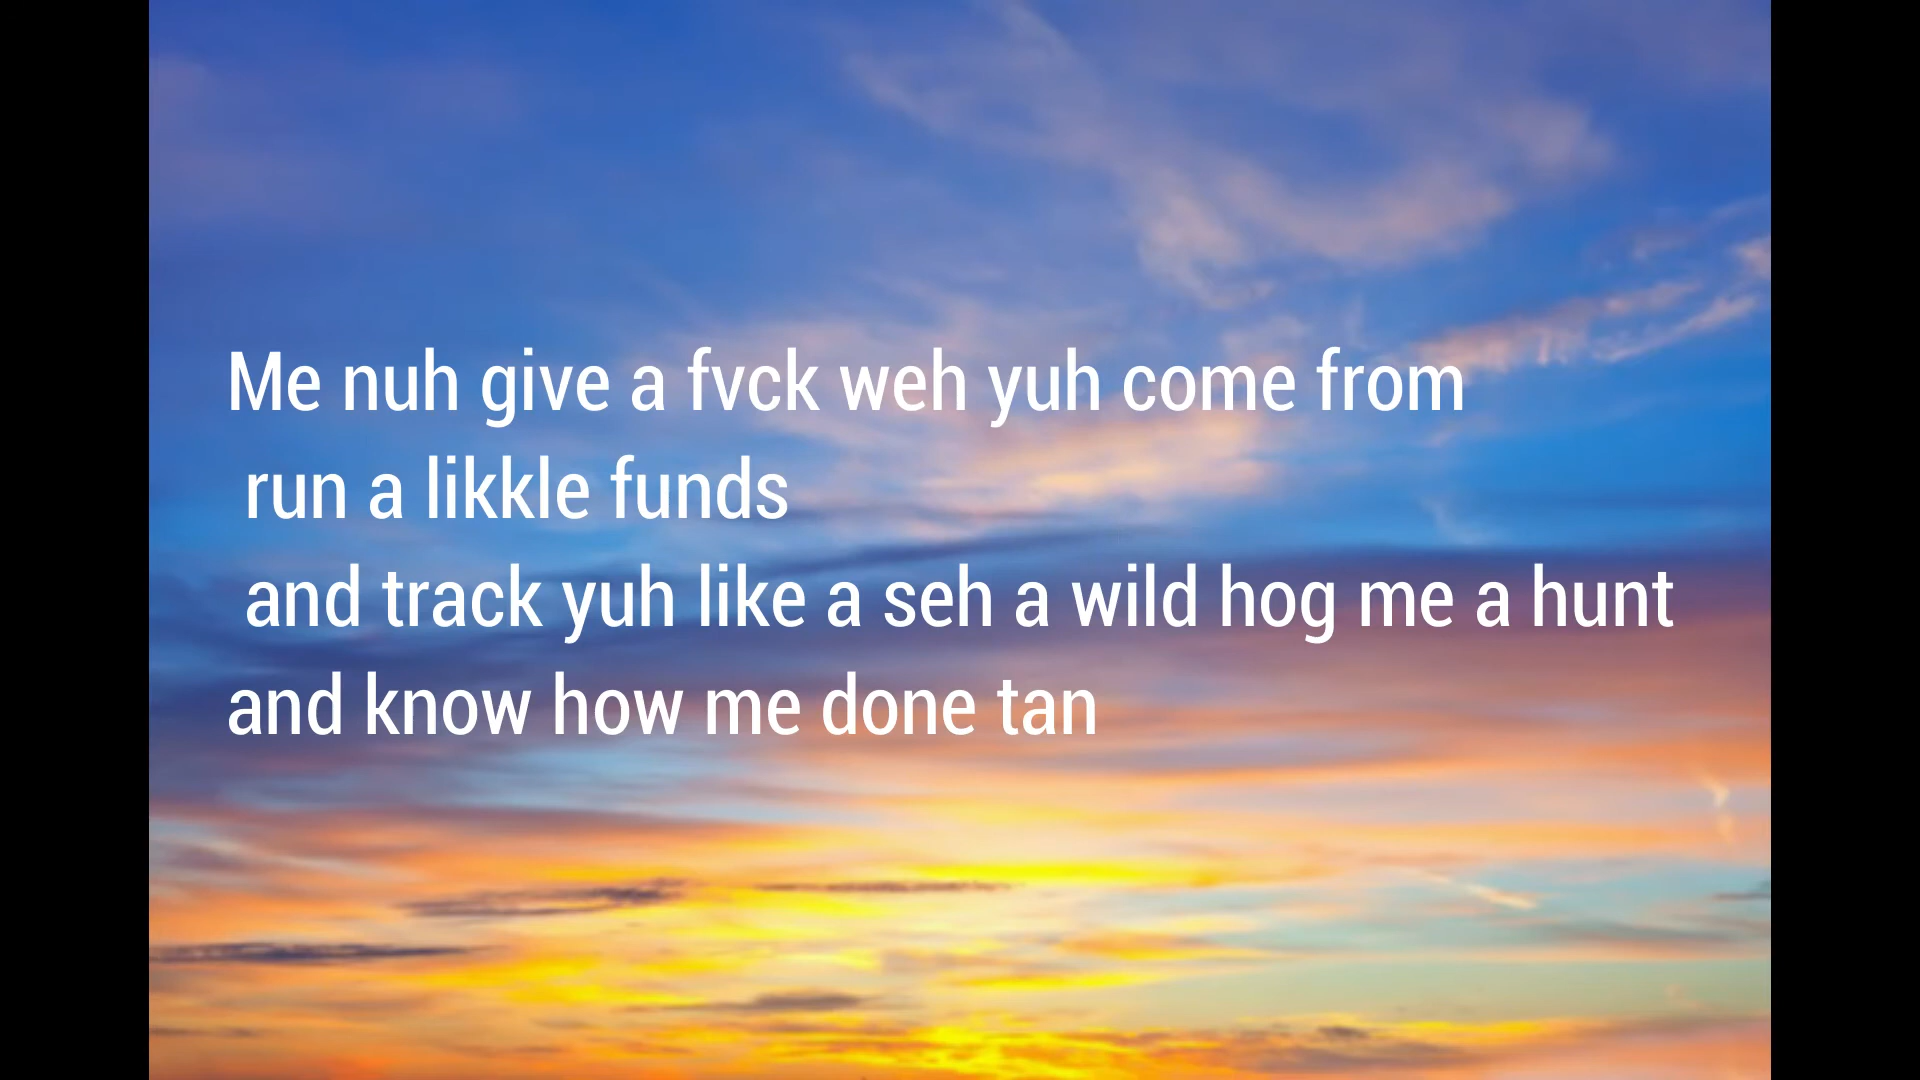 Me nuh give a fvck weh yuh come from
run a likkle funds
and track yuh like a seh a wild hog me a hunt
and know how me done tan